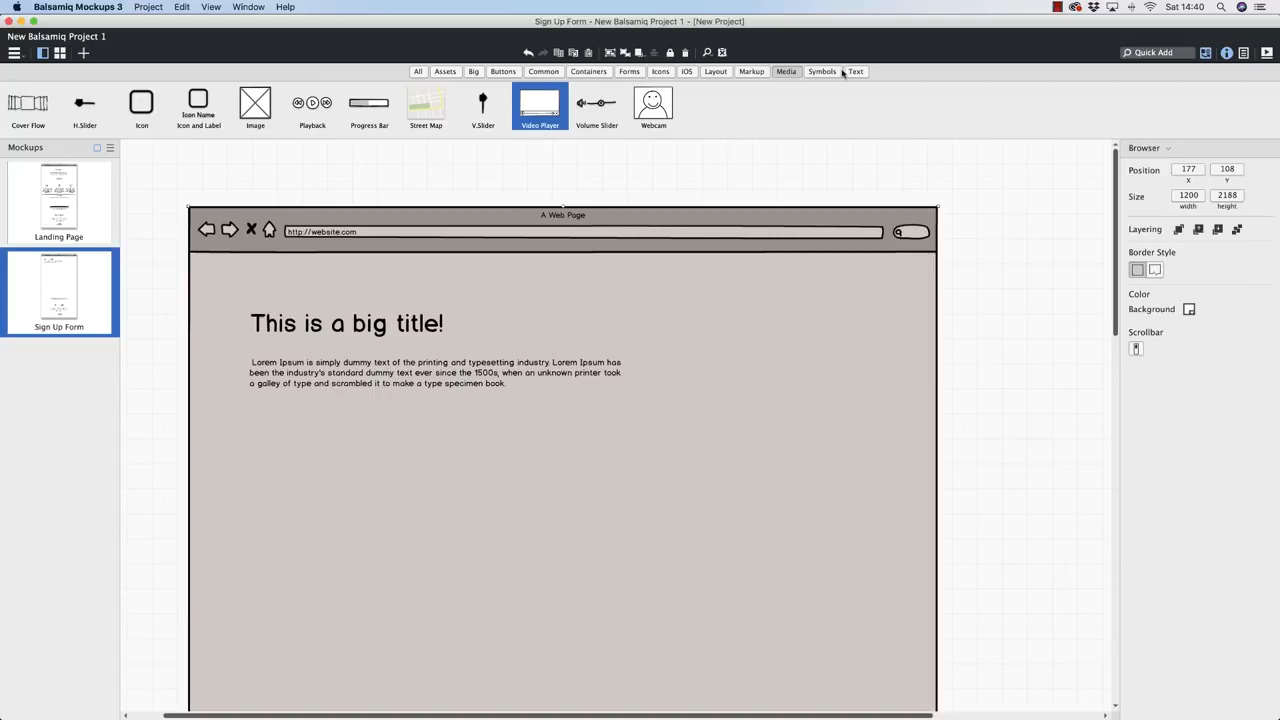 Balsamiq Mockups 3 Project Edit View Window Help
Sat 14:40
Sign Up Form - New Balsamiq Project 1 - [New Project]
New Balsamiq Project 1
Quick Add
All Assets Big Buttons Common Containers Forms Icons iOS Layout Markup Media Symbols Text
Icon Name
Cover Flow H.Slider Icon Icon and Label Image Playback Progress Bar Street Map V.Slider Video Player Volume Slider Webcam
Mockups
Landing Page
Sign Up Form
A Web Page
http://website.com
This is a big title!
Lorem Ipsum is simply dummy text of the printing and typesetting industry. Lorem Ipsum has
been the industry's standard dummy text ever since the 1500s, when an unknown printer took
a galley of type and scrambled it to make a type specimen book.
Browser
Position 177 108
X Y
Size 1200 2188
width height
Layering
Border Style
Color
Background
Scrollbar